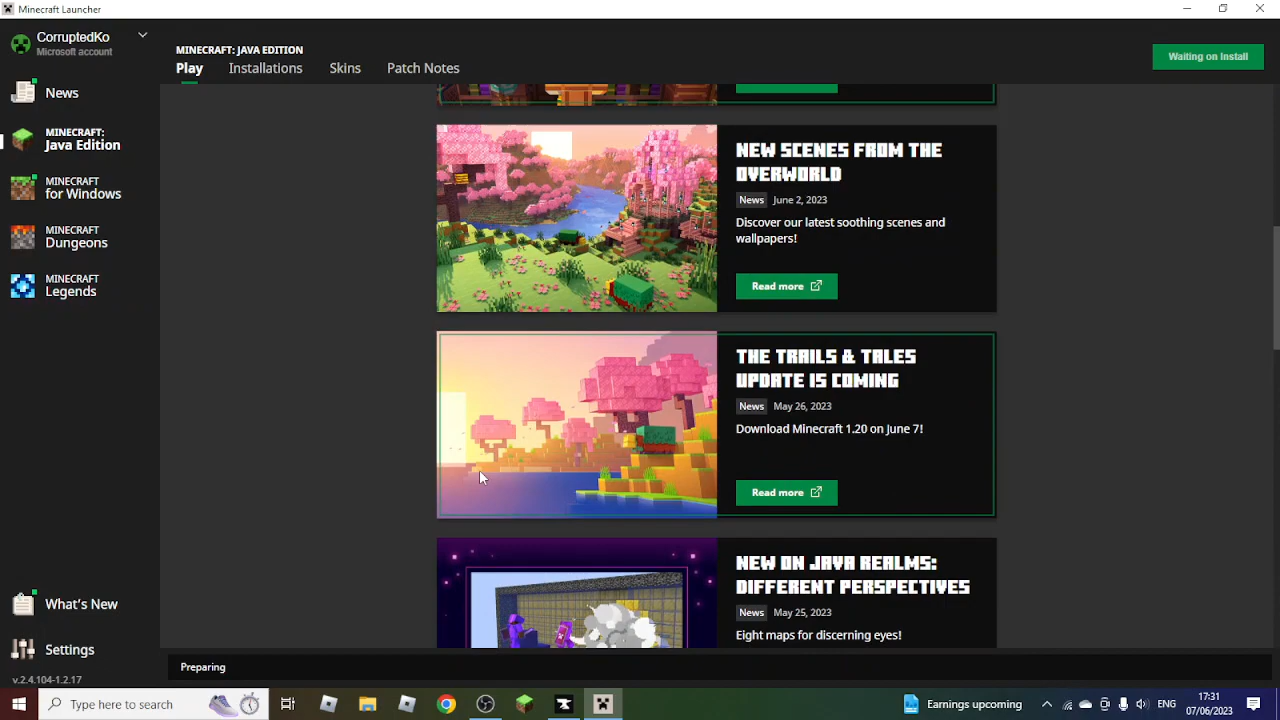 Minecraft Launcher
CorruptedKo
Microsoft account
News
MINECRAFT:
Java Edition
MINECRAFT
for Windows
MINECRAFT
Dungeons
MINECRAFT
Legends
What's New
Settings
v.2.4.104-1.2.17
MINECRAFT: JAVA EDITION
Play Installations Skins Patch Notes
Waiting on Install
NEW SCENES FROM THE
OVERWORLD
News June 2, 2023
Discover our latest soothing scenes and
wallpapers!
Read more
THE TRAILS & TALES
UPDATE IS COMING
News May 26, 2023
Download Minecraft 1.20 on June 7!
Read more
NEW ON JAVA REALMS:
DIFFERENT PERSPECTIVES
News May 25, 2023
Eight maps for discerning eyes!
Preparing
Type here to search
Earnings upcoming
ENG
17:31
07/06/2023